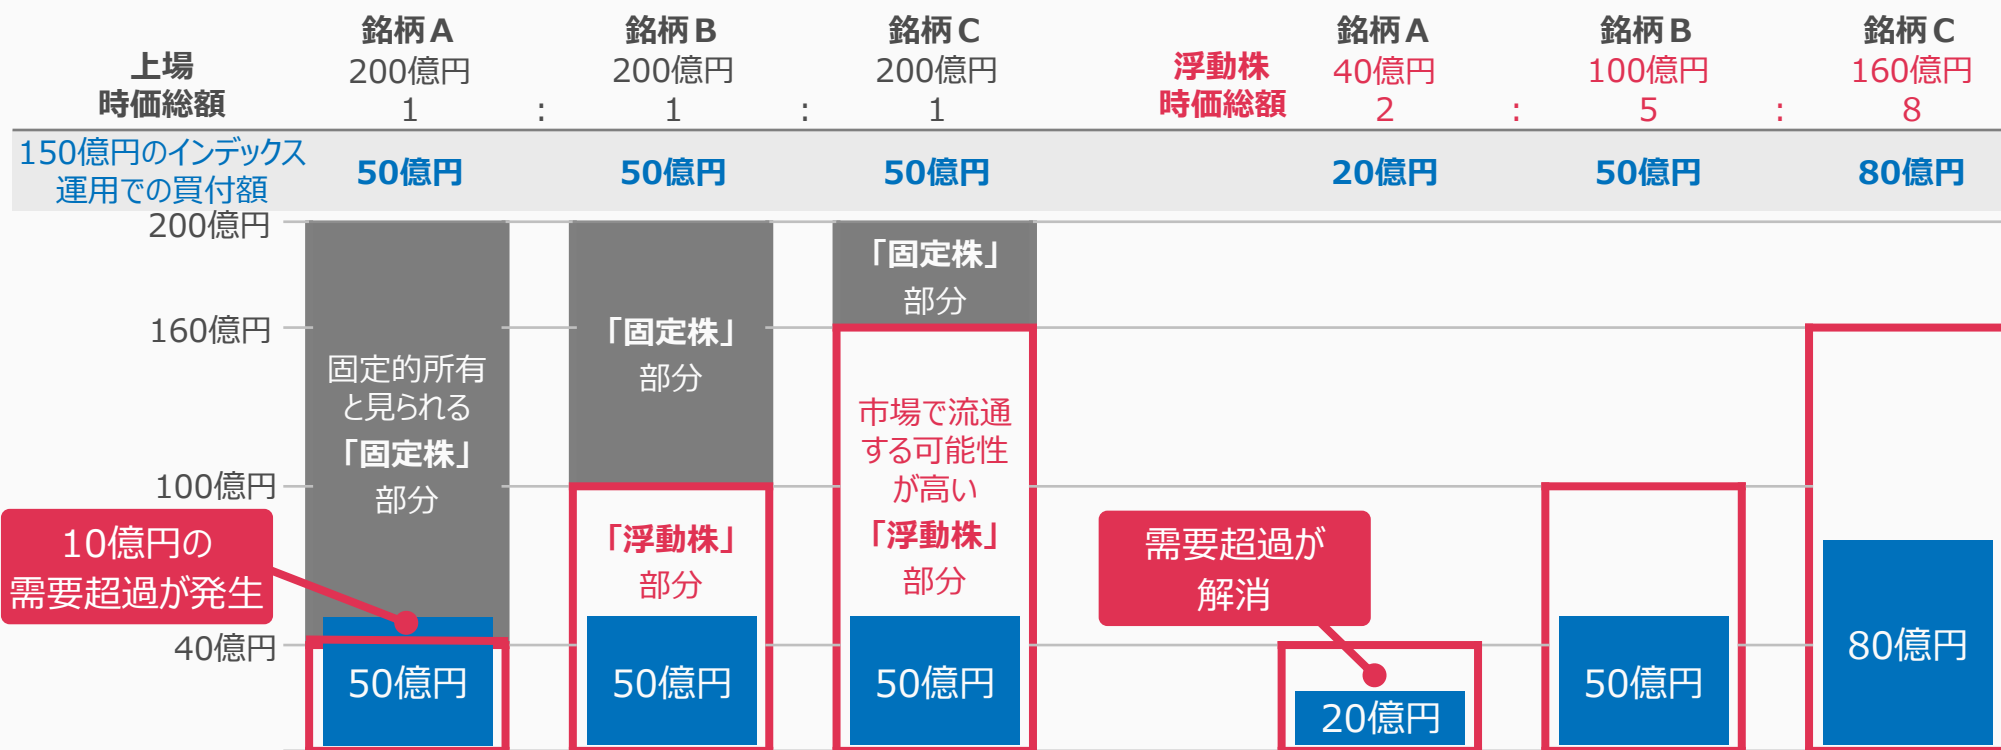 上場
時価総額
銘柄A
200億円
1
:
銘柄B
200億円
1
:
銘柄C
200億円
1
浮動株
時価総額
銘柄A
40億円
2
:
銘柄B
100億円
5
:
銘柄C
160億円
8
150億円のインデックス
運用での買付額
50億円
50億円
50億円
20億円
50億円
80億円
200億円
160億円
100億円
40億円
固定的所有
と見られる
「固定株」
部分
10億円の
需要超過が発生
50億円
「固定株」
部分
「浮動株」
部分
50億円
「固定株」
部分
市場で流通
する可能性
が高い
「浮動株」
部分
50億円
需要超過が
解消
20億円
50億円
80億円